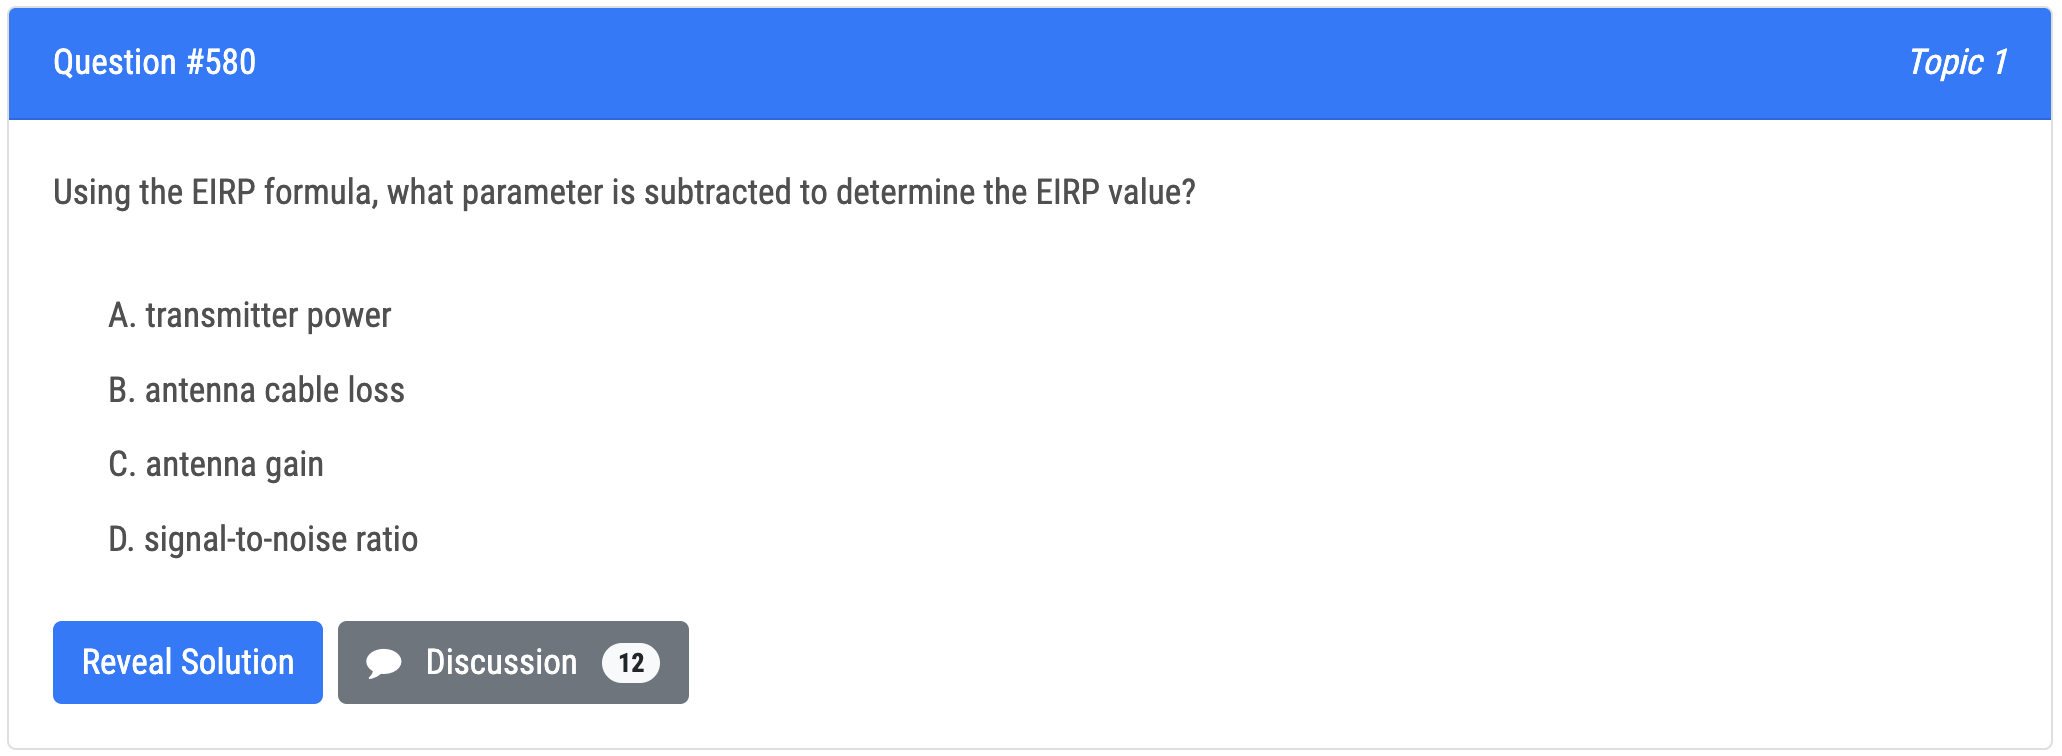 Question #580
Topic 1
Using the EIRP formula, what parameter is subtracted to determine the EIRP value?
A. transmitter power
B. antenna cable loss
C. antenna gain
D. signal-to-noise ratio
Reveal Solution
Discussion 12